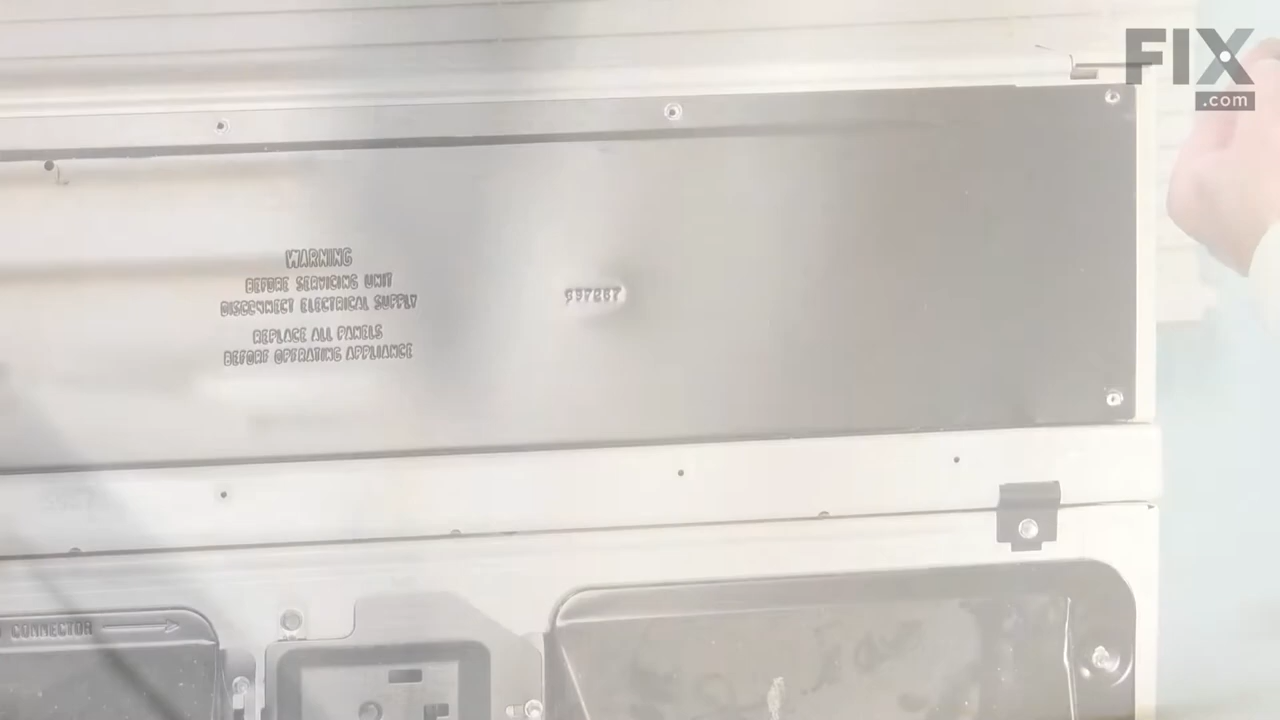 FIX
.com
WARNING
BEFORE SERVICING UNIT
DISCONNECT ELECTRICAL SUPPLY
REPLACE ALL PANELS
BEFORE OPERATING APPLIANCE
CONNECTOR